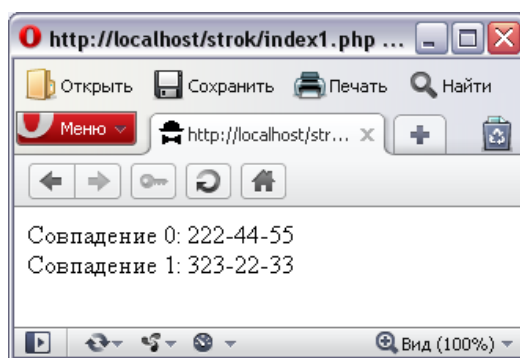 http://localhost/strok/index1.php ...
Открыть Сохранить Печать Найти
Меню http://localhost/str...
Совпадение 0: 222-44-55
Совпадение 1: 323-22-33
Вид (100%)